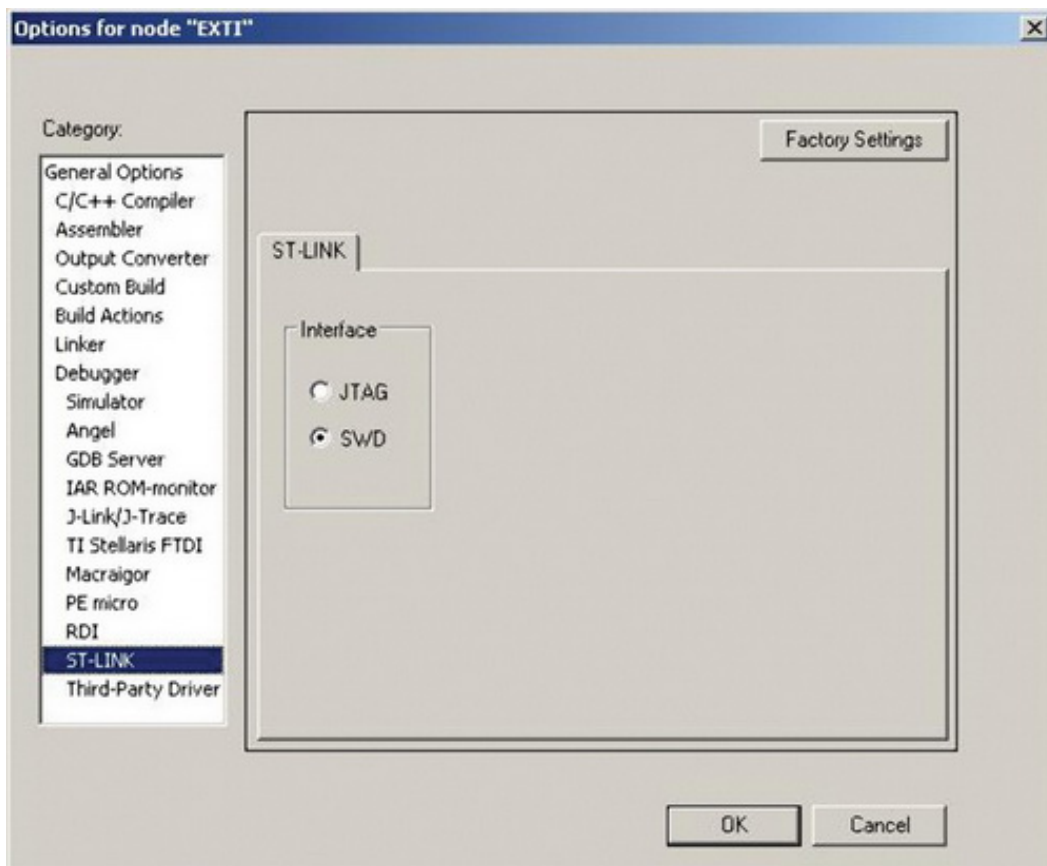 Options for node "EXTI"
Category:
Factory Settings
General Options
C/C++ Compiler
Assembler
Output Converter
Custom Build
Build Actions
Linker
Debugger
Simulator
Angel
GDB Server
IAR ROM-monitor
J-Link/J-Trace
TI Stellaris FTDI
Macraigor
PE micro
RDI
ST-LINK
Third-Party Driver
ST-LINK
Interface
JTAG
SWD
OK
Cancel